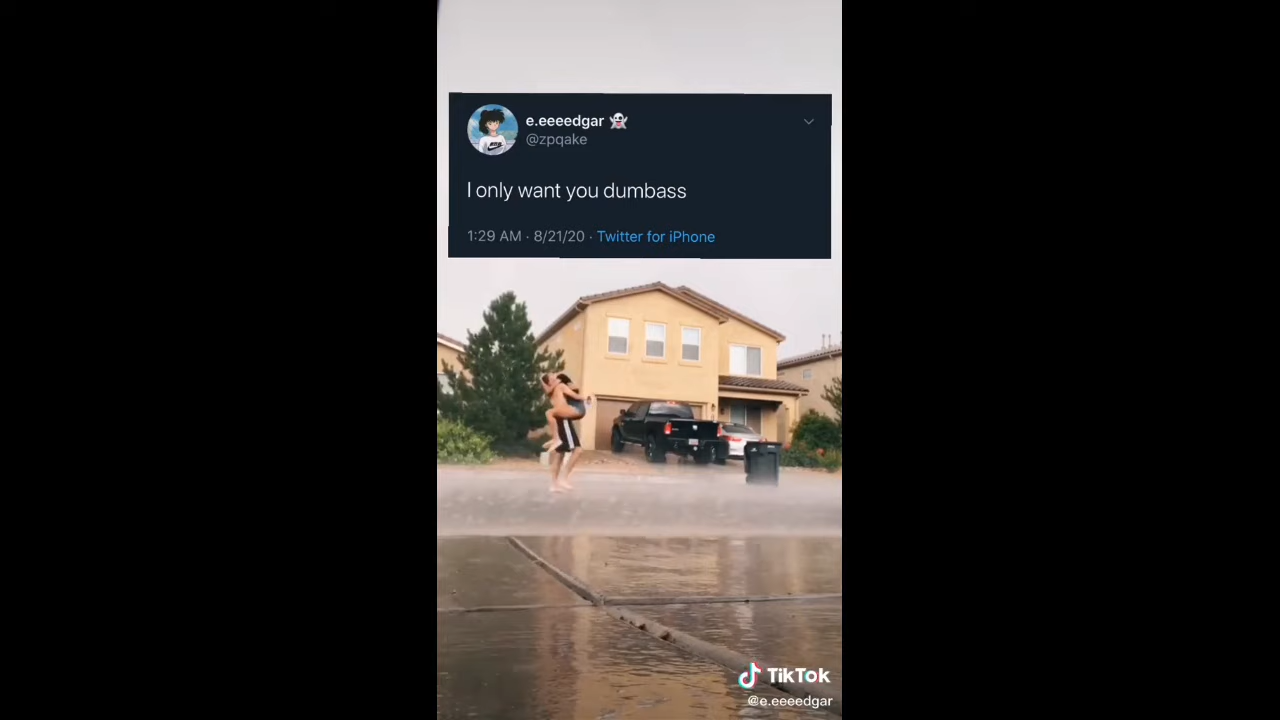 e.eeeedgar 👻
@zpqake
I only want you dumbass
1:29 AM · 8/21/20 · Twitter for iPhone
TikTok
@e.eeeedgar